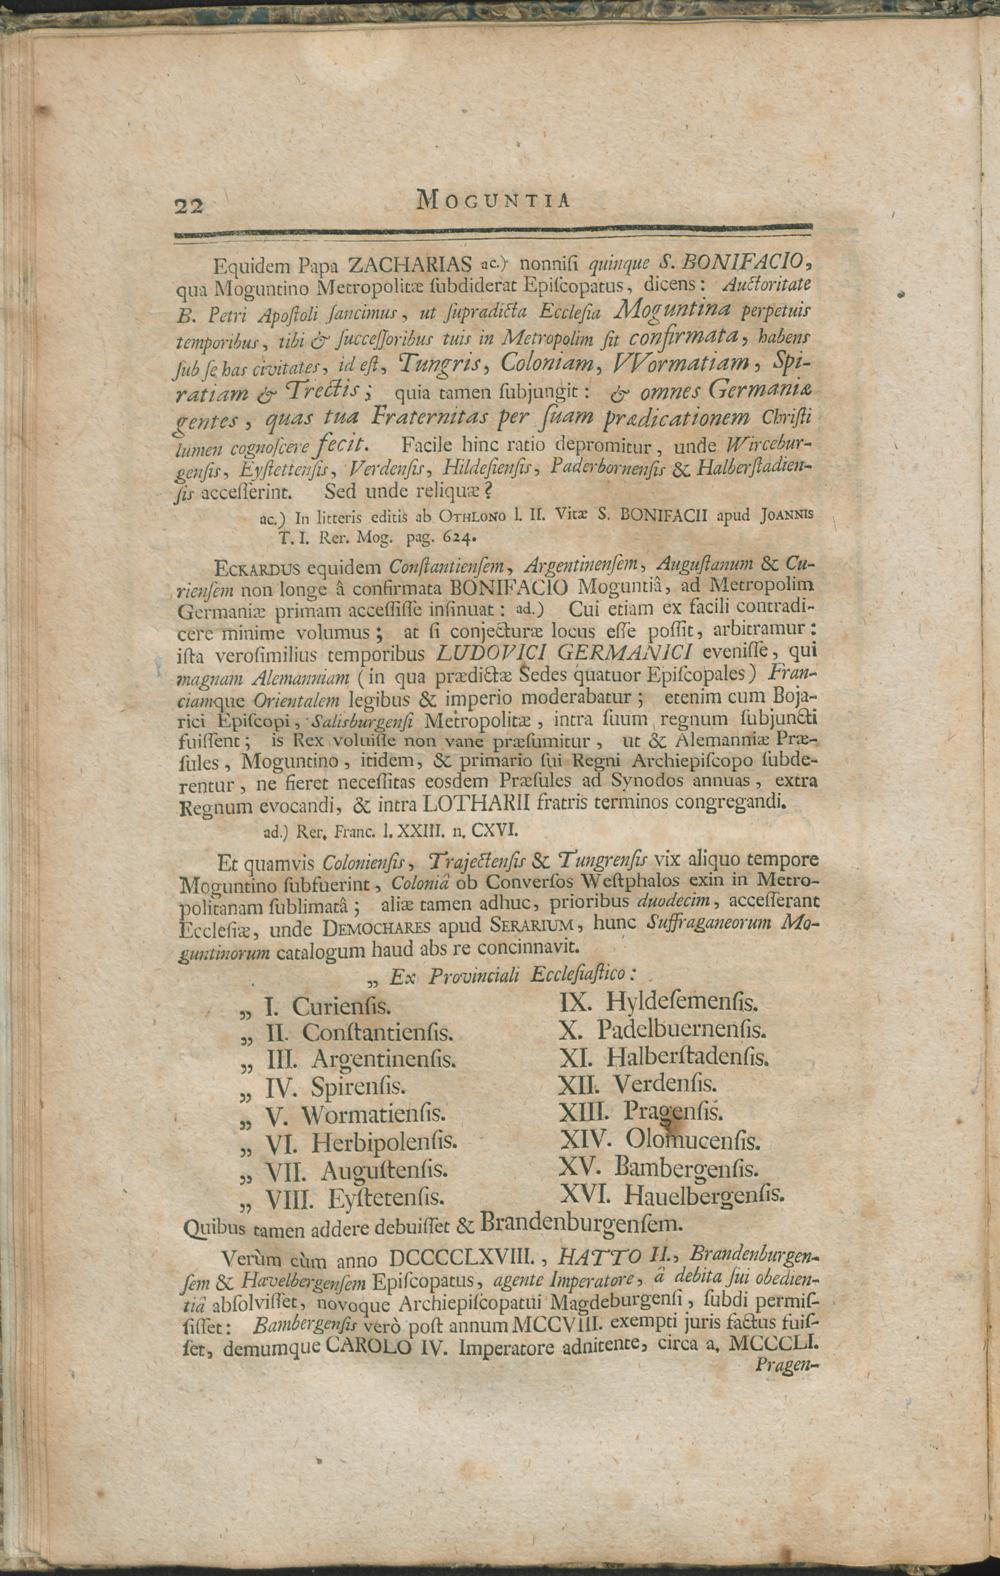 22 MOGUNTIA
Equidem Papa ZACHARIAS ac.) nonniſi quinque S. BONIFACIO,
quà Moguntino Metropolitæ ſubdiderat Epiſcopatus, dicens: Auctoritate
B. Petri Apoſtoli ſancimus, ut ſupradicta Eccleſia Moguntina perpetuis
temporibus, tibi & ſucceſſoribus tuis in Metropolim ſit confirmata, habens
ſub ſe has civitates, id eſt, Tungris, Coloniam, VVormatiam, Spi-
ratiam & Trectis; quia tamen ſubjungit: & omnes Germaniæ
gentes, quas tua Fraternitas per ſuam prædicationem Chriſti
lumen cognoſcere fecit. Facile hinc ratio depromitur, unde Wircebur-
genſis, Eyſtettenſis, Verdenſis, Hildeſienſis, Paderbornenſis & Halberſtadien-
ſis acceſſerint. Sed unde reliquæ?
ac.) In litteris editis ab OTHLONO l. II. Vitæ S. BONIFACII apud JOANNIS
T. I. Rer. Mog. pag. 624.
ECKARDUS equidem Conſtantienſem, Argentinenſem, Auguſtanum & Cu-
rienſem non longe â confirmata BONIFACIO Moguntiâ, ad Metropolim
Germaniæ primam acceſſiſſe inſinuat: ad.) Cui etiam ex facili contradi-
cere minime volumus; at ſi conjecturæ locus eſſe poſſit, arbitramur:
iſta veroſimilius temporibus LUDOVICI GERMANICI eveniſſe, qui
magnam Alemanniam (in qua prædictæ Sedes quatuor Epiſcopales) Fran-
ciamque Orientalem legibus & imperio moderabatur; etenim cum Boja-
rici Epiſcopi, Salisburgenſi Metropolitæ, intra ſuum regnum ſubjuncti
fuiſſent; is Rex voluiſſe non vane præſumitur, ut & Alemanniæ Præ-
ſules, Moguntino, itidem, & primario ſui Regni Archiepiſcopo ſubde-
rentur, ne fieret neceſſitas eosdem Præſules ad Synodos annuas, extra
Regnum evocandi, & intra LOTHARII fratris terminos congregandi.
ad.) Rer. Franc. l. XXIII. n. CXVI.
Et quamvis Colonienſis, Trajectenſis & Tungrenſis vix aliquo tempore
Moguntino ſubfuerint, Coloniâ ob Converſos Weſtphalos exin in Metro-
politanam ſublimatâ; aliæ tamen adhuc, prioribus duodecim, acceſſerant
Eccleſiæ, unde DEMOCHARES apud SERARIUM, hunc Suffraganeorum Mo-
guntinorum catalogum haud abs re concinnavit.
„ Ex Provinciali Eccleſiaſtico:
„ I. Curienſis. IX. Hyldeſemenſis.
„ II. Conſtantienſis. X. Padelbuernenſis.
„ III. Argentinenſis. XI. Halberſtadenſis.
„ IV. Spirenſis. XII. Verdenſis.
„ V. Wormatienſis. XIII. Pragenſis.
„ VI. Herbipolenſis. XIV. Olomucenſis.
„ VII. Auguſtenſis. XV. Bambergenſis.
„ VIII. Eyſtetenſis. XVI. Hauelbergenſis.
Quibus tamen addere debuiſſet & Brandenburgenſem.
Verùm cùm anno DCCCCLXVIII., HATTO II., Brandenburgen-
ſem & Havelbergenſem Epiſcopatus, agente Imperatore, â debita ſui obedien-
tiâ abſolviſſet, novoque Archiepiſcopatui Magdeburgenſi, ſubdi permiſ-
ſiſſet: Bambergenſis verò poſt annum MCCVIII. exempti juris factus fuiſ-
ſet, demumque CAROLO IV. Imperatore adnitente, circa a. MCCCLI.
Pragen-